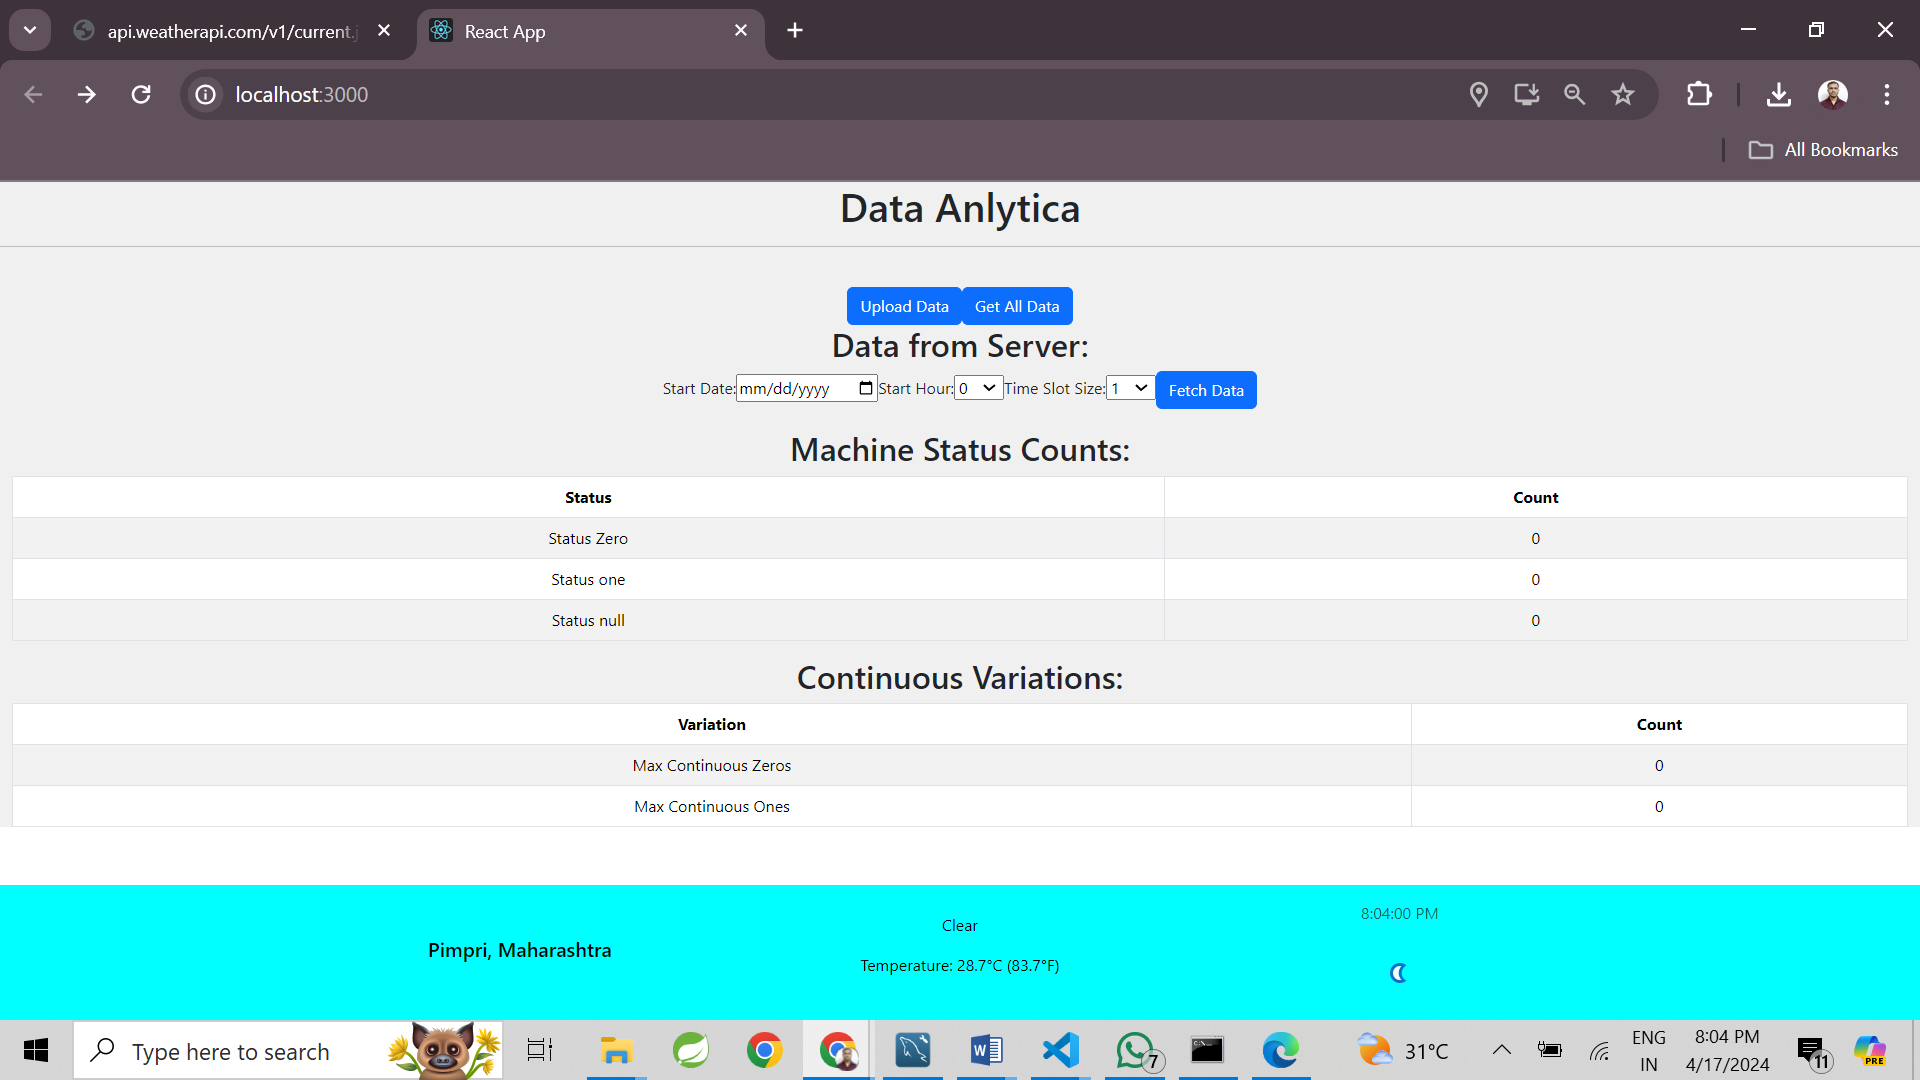 api.weatherapi.com/v1/current.j
React App
localhost:3000
All Bookmarks
Data Anlytica
Upload Data Get All Data
Data from Server:
Start Date: mm/dd/yyyy Start Hour: 0 Time Slot Size: 1 Fetch Data
Machine Status Counts:
Status Count
Status Zero 0
Status one 0
Status null 0
Continuous Variations:
Variation Count
Max Continuous Zeros 0
Max Continuous Ones 0
Pimpri, Maharashtra
Clear
Temperature: 28.7°C (83.7°F)
8:04:00 PM
Type here to search
7
31°C
ENG
IN
8:04 PM
4/17/2024
11
PRE